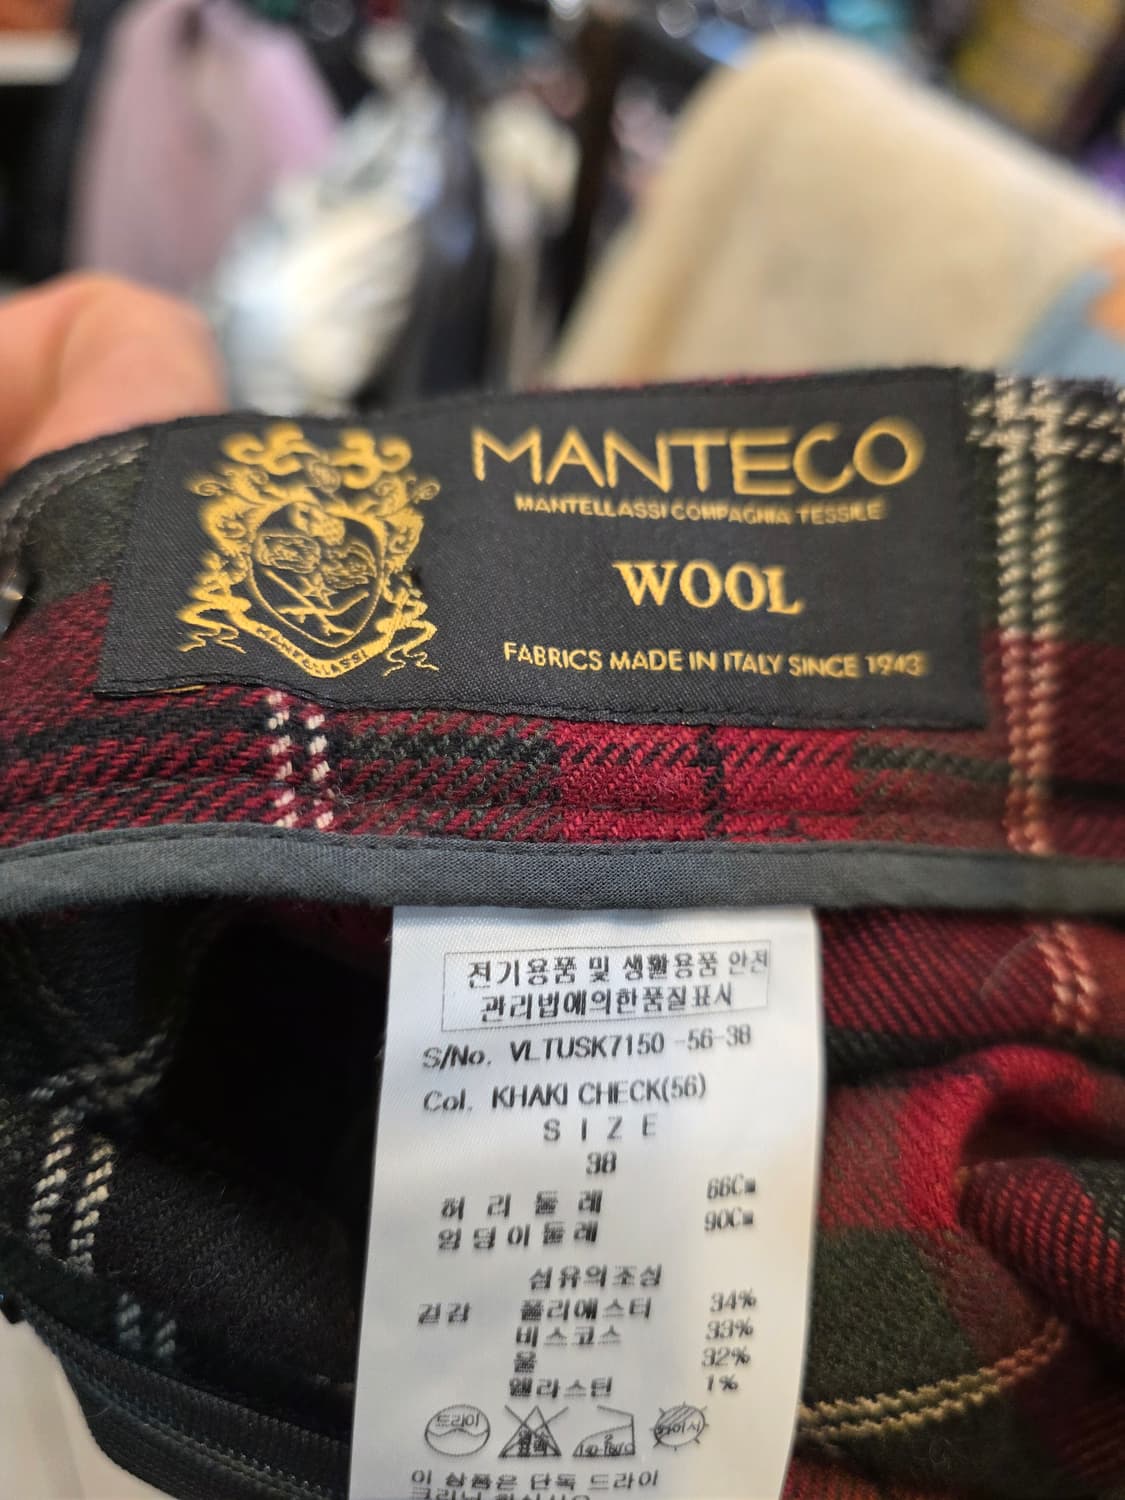 MANTECO
MANTELLASSI COMPAGNIA TESSILE
WOOL
FABRICS MADE IN ITALY SINCE 1943
MANTELLASSI
전기용품 및 생활용품 안전
관리법에의한품질표시
S/No. VLTUSK7150 -56-38
Col. KHAKI CHECK(56)
S I Z E
38
허 리 둘 레 66Cm
엉 덩 이 둘 레 90Cm
섬유의조성
겉감 폴리에스터 34%
비스코스 33%
울 32%
엘라스틴 1%
드라이
이 상품은 단독 드라이